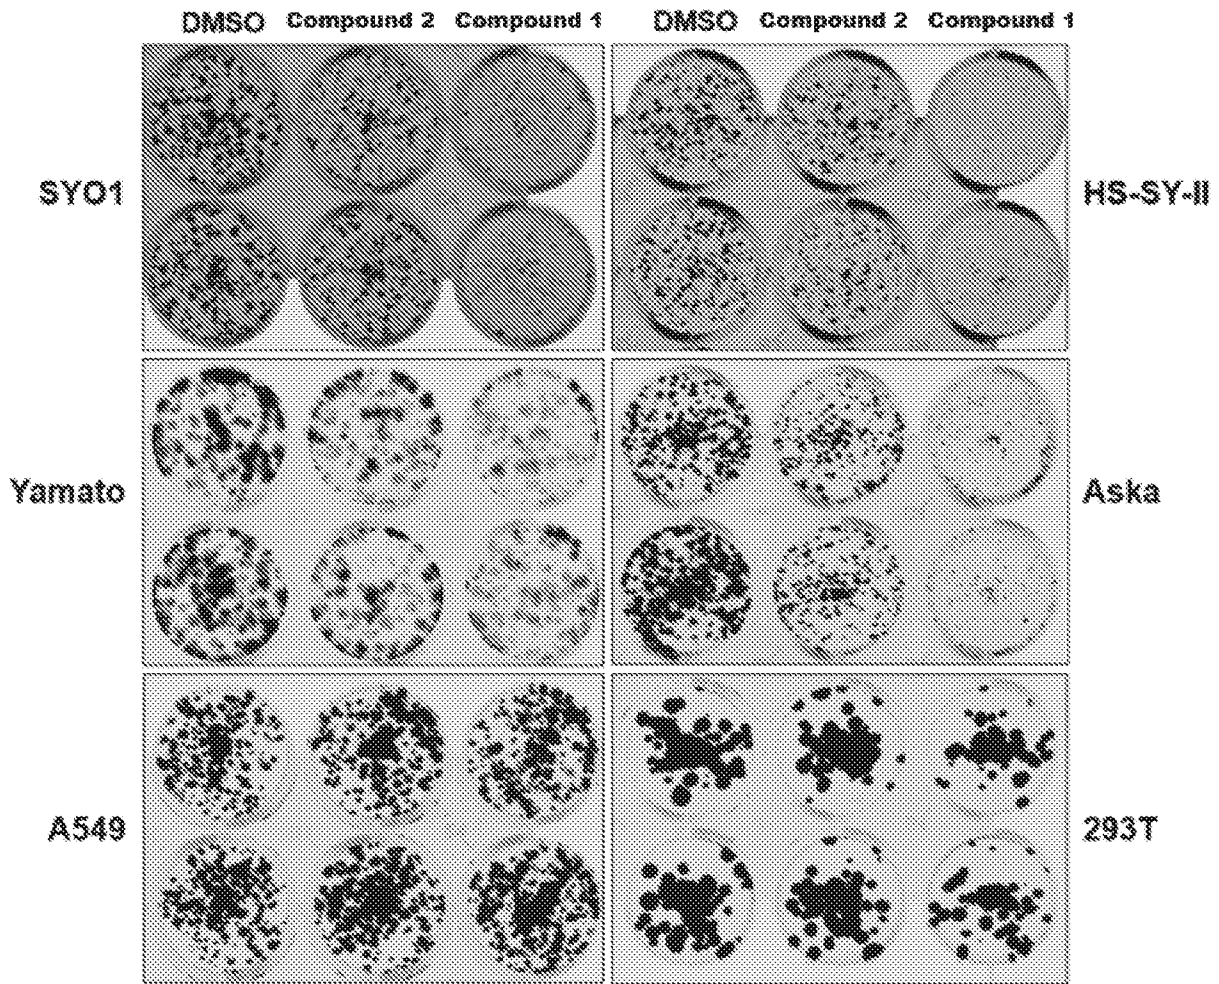 DMSO Compound 2 Compound 1 DMSO Compound 2 Compound 1
SYO1 HS-SY-II
Yamato Aska
A549 293T